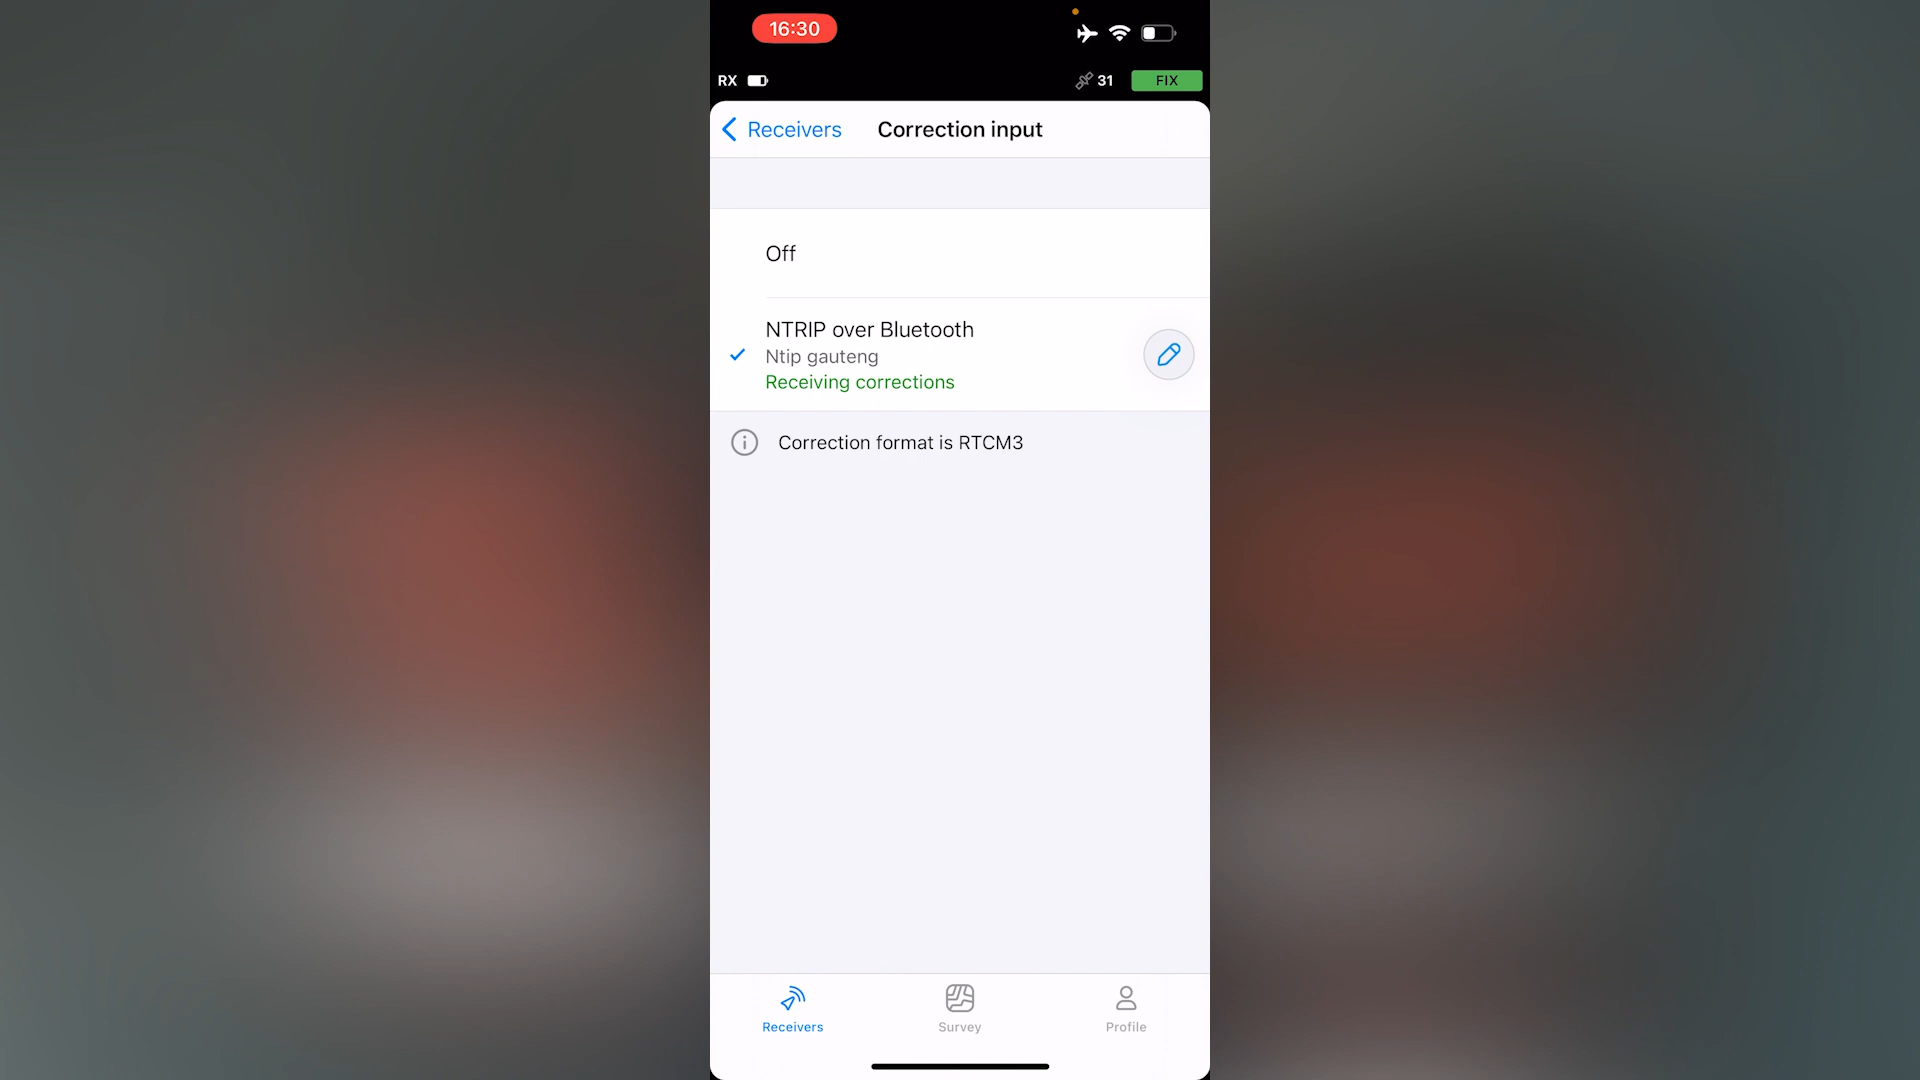 16:30
RX 31 FIX
Receivers Correction input
Off
NTRIP over Bluetooth
Ntip gauteng
Receiving corrections
Correction format is RTCM3
Receivers Survey Profile